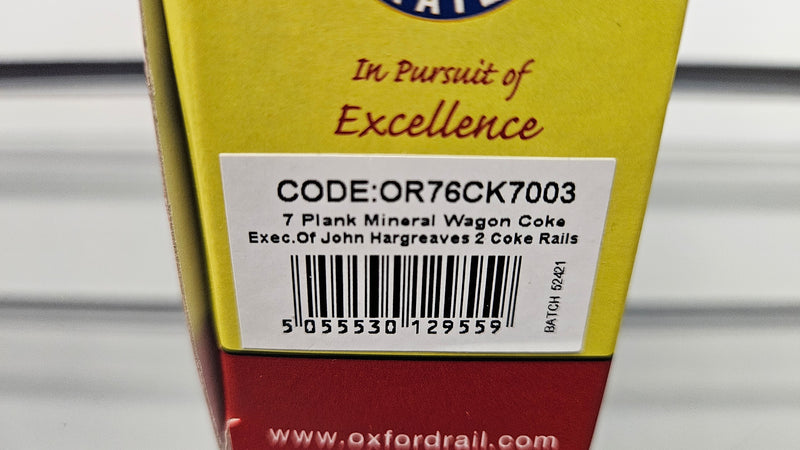 In Pursuit of
Excellence
CODE:OR76CK7003
7 Plank Mineral Wagon Coke
Exec.Of John Hargreaves 2 Coke Rails
5 055530 129559
BATCH 52421
www.oxfordrail.com